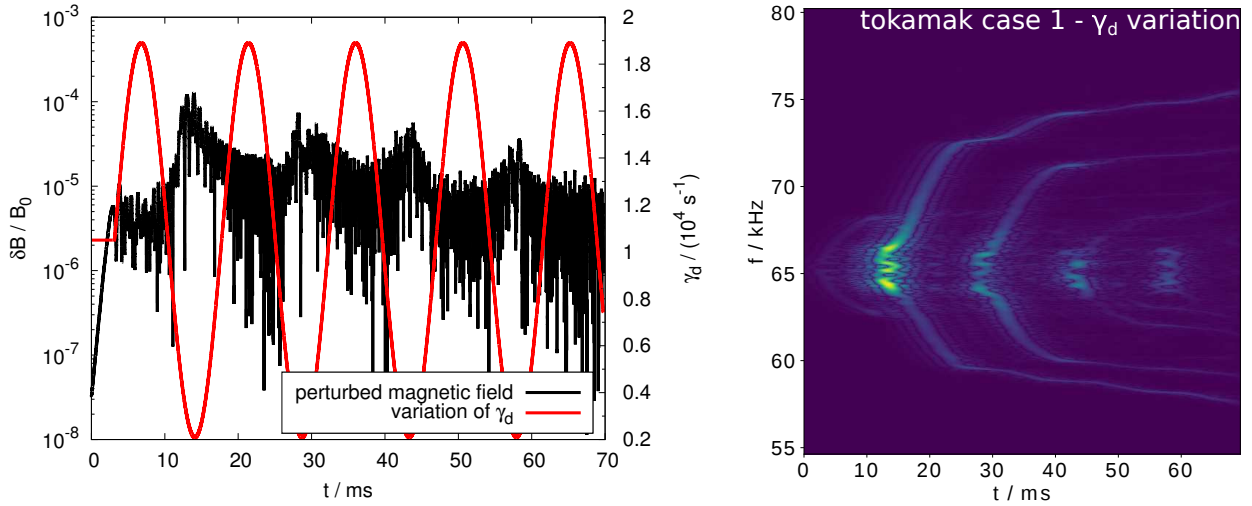 10⁻³
10⁻⁴
10⁻⁵
10⁻⁶
10⁻⁷
10⁻⁸
δB / B₀
0 10 20 30 40 50 60 70
t / ms
perturbed magnetic field
variation of γd
2
1.8
1.6
1.4
1.2
1
0.8
0.6
0.4
0.2
γd / (10⁴ s⁻¹)
tokamak case 1 - γd variation
80
75
70
65
60
55
f / kHz
0 10 20 30 40 50 60
t / ms